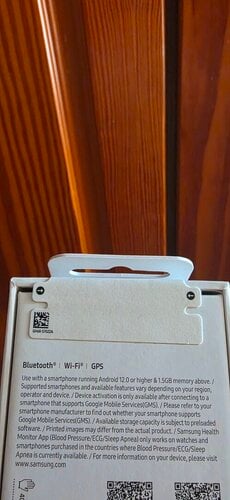 Bluetooth® | Wi-Fi® | GPS
Use with a smartphone running Android 12.0 or higher & 1.5GB memory above. /
Supported smartphones and available features may vary depending on your region,
operator and device. / Device activation is only available after connecting to a
smartphone that supports Google Mobile Services(GMS). / Please refer to your
smartphone manufacturer to find out whether your smartphone supports
Google Mobile Services(GMS). / Available storage capacity is subject to preloaded
software. / Printed images may differ from the actual product. / Samsung Health
Monitor App (Blood Pressure/ECG/Sleep Apnea) only works on watches and
smartphones purchased in the countries where Blood Pressure/ECG/Sleep
Apnea is currently available. / For more information on your device, please visit
www.samsung.com